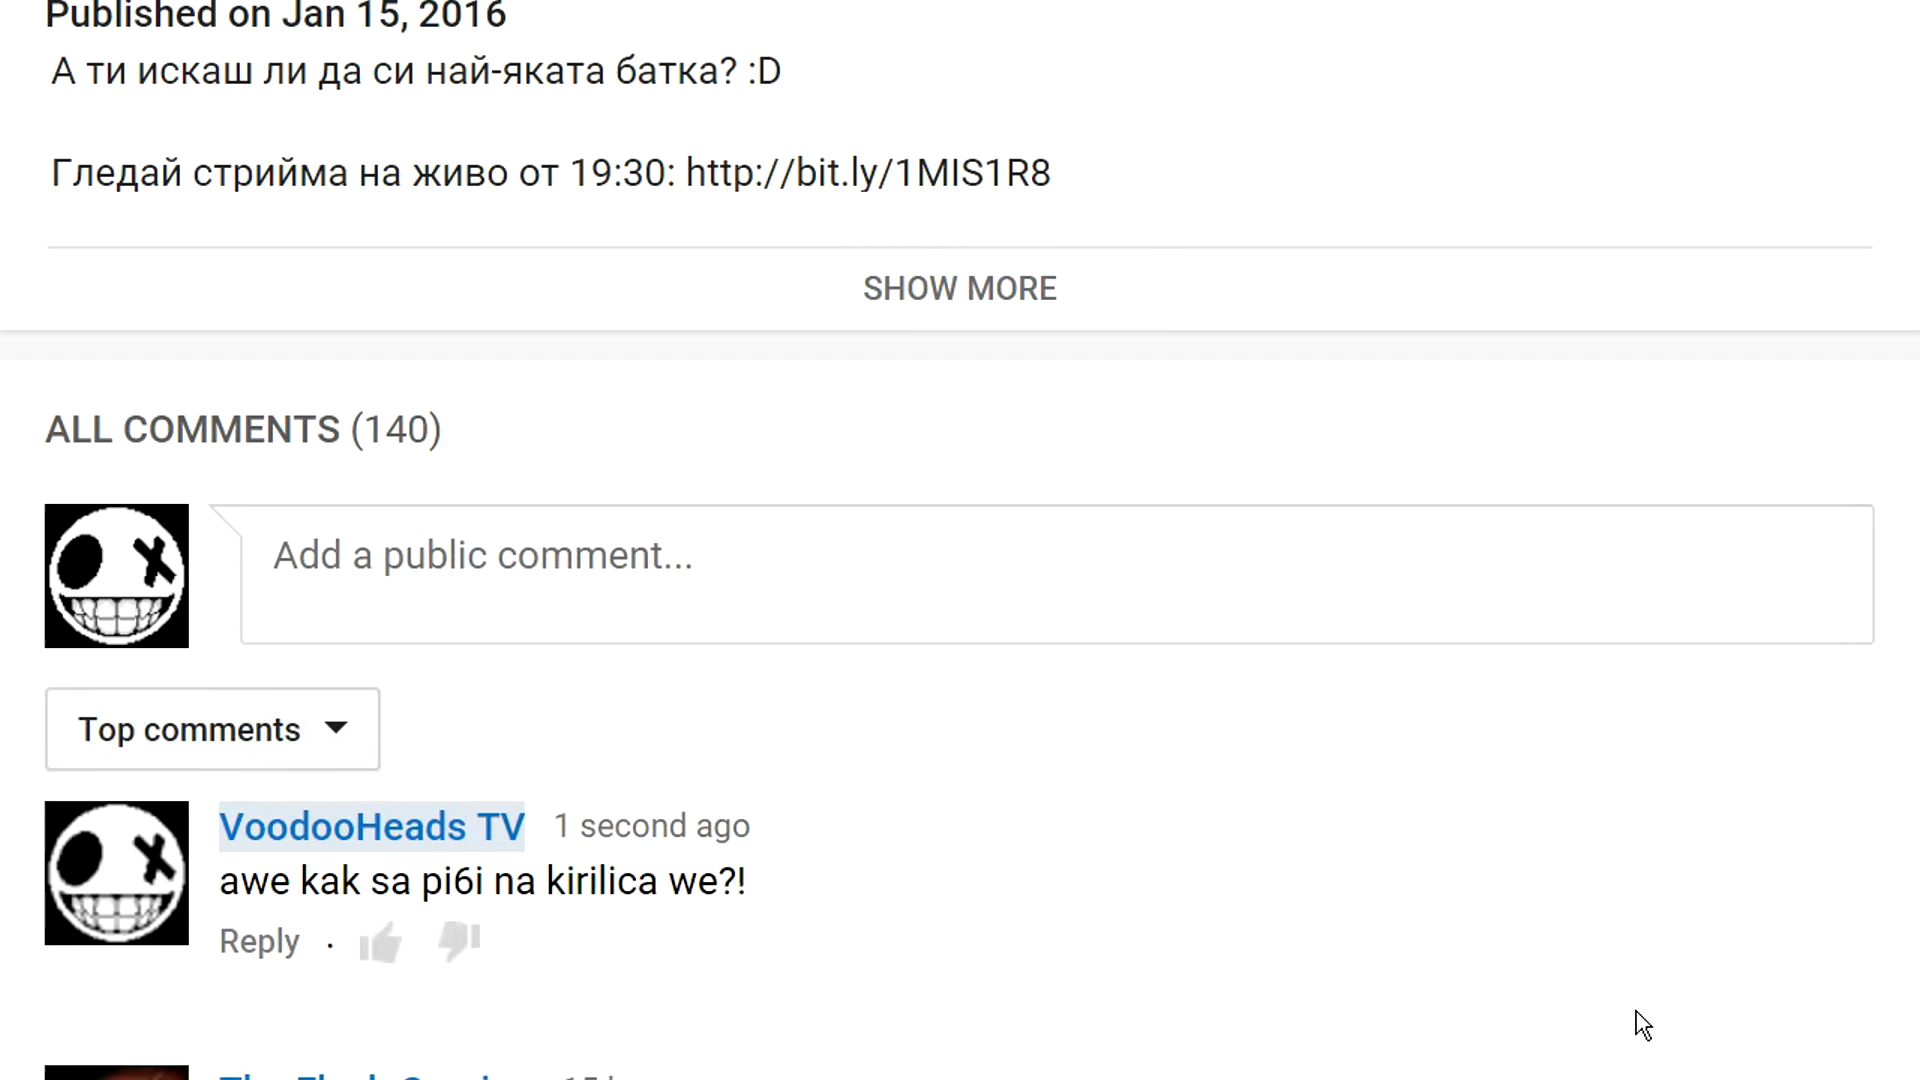 Published on Jan 15, 2016
А ти искаш ли да си най-яката батка? :D
Гледай стрийма на живо от 19:30: http://bit.ly/1MIS1R8
SHOW MORE
ALL COMMENTS (140)
Add a public comment...
Top comments
VoodooHeads TV 1 second ago
awe kak sa pi6i na kirilica we?!
Reply